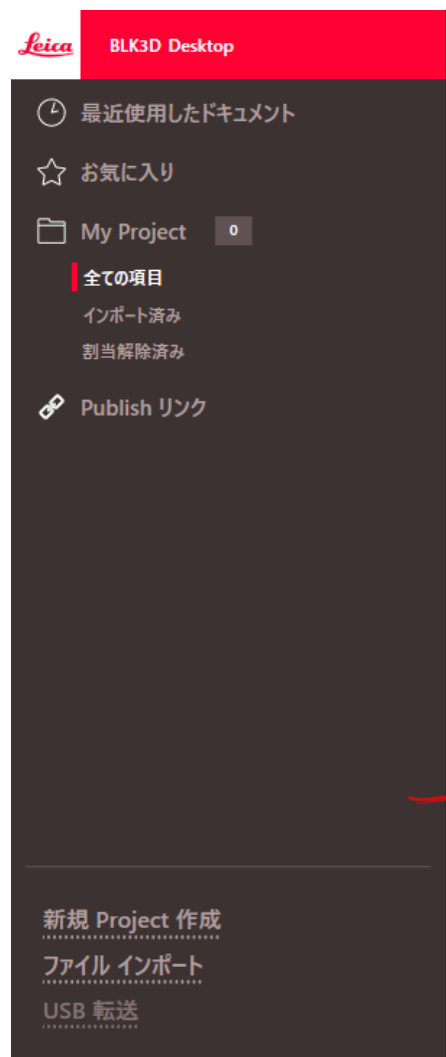 Leica
BLK3D Desktop
最近使用したドキュメント
お気に入り
My Project 0
全ての項目
インポート済み
割当解除済み
Publish リンク
新規 Project 作成
ファイル インポート
USB 転送